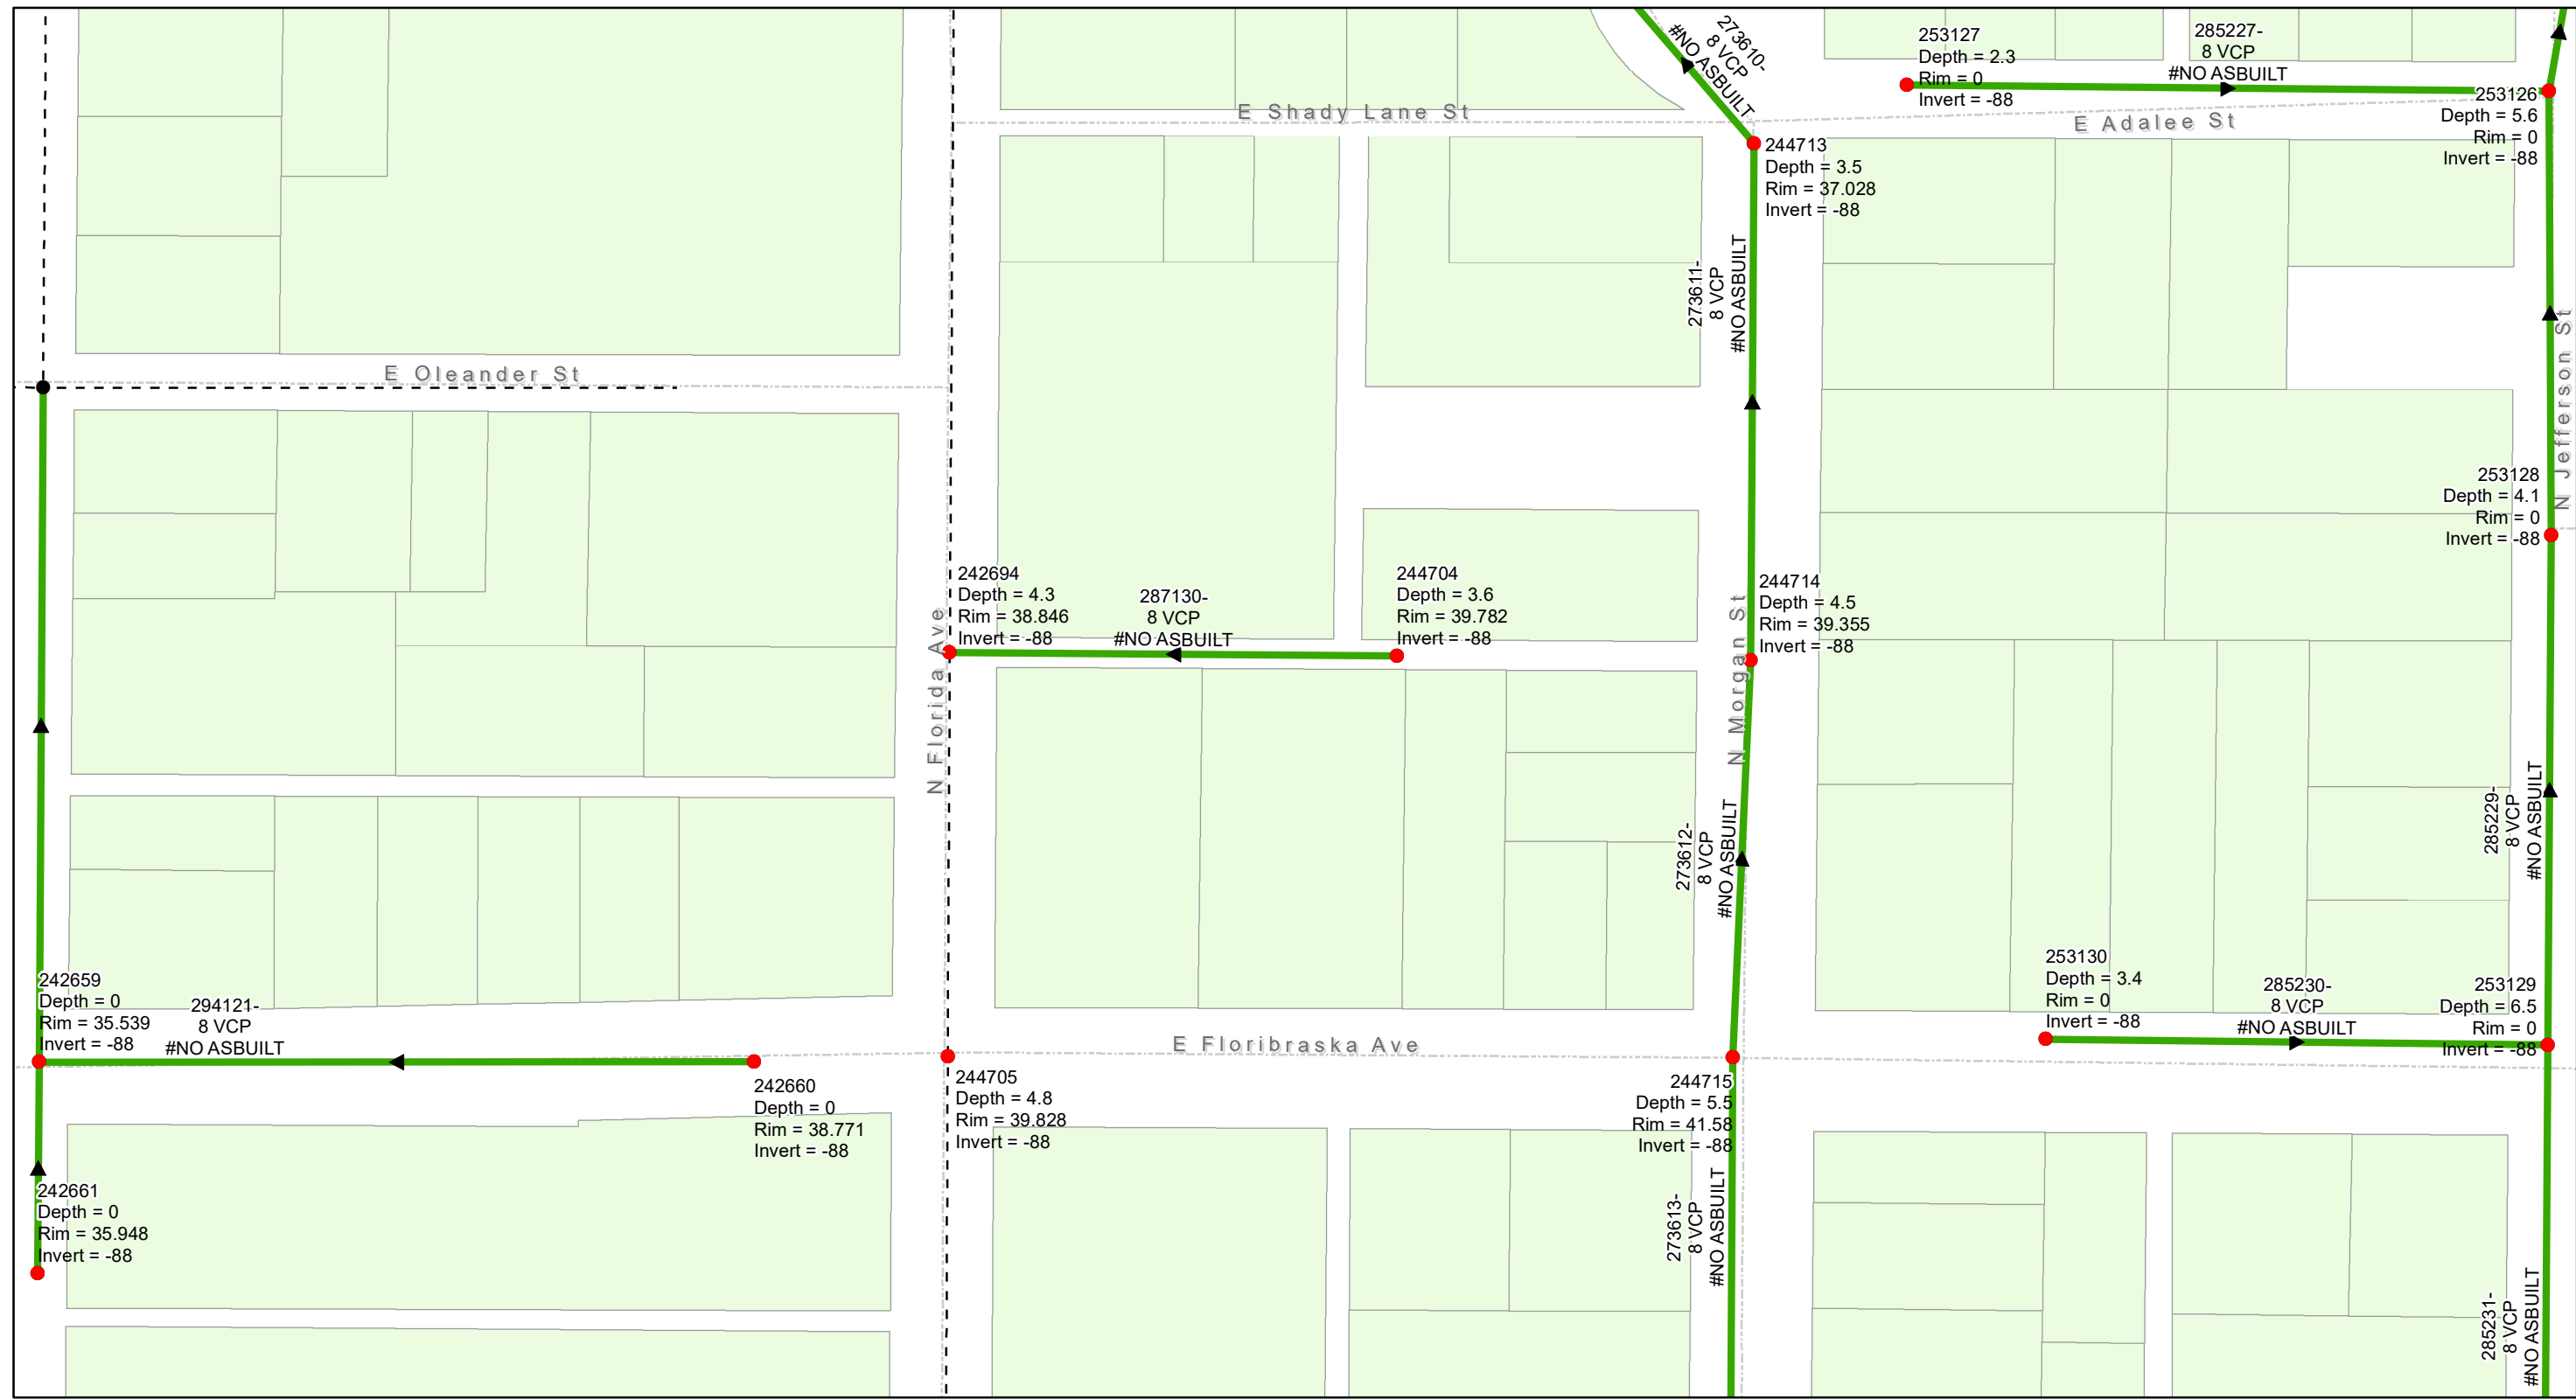 273610-
8 VCP
#NO ASBUILT
253127
Depth = 2.3
Rim = 0
Invert = -88
285227-
8 VCP
#NO ASBUILT
253126
Depth = 5.6
Rim = 0
Invert = -88
E Shady Lane St
E Adalee St
244713
Depth = 3.5
Rim = 37.028
Invert = -88
273611-
8 VCP
#NO ASBUILT
E Oleander St
N Jefferson St
253128
Depth = 4.1
Rim = 0
Invert = -88
242694
Depth = 4.3
Rim = 38.846
Invert = -88
287130-
8 VCP
#NO ASBUILT
244704
Depth = 3.6
Rim = 39.782
Invert = -88
244714
Depth = 4.5
Rim = 39.355
Invert = -88
N Florida Ave
N Morgan St
273612-
8 VCP
#NO ASBUILT
285229-
8 VCP
#NO ASBUILT
242659
Depth = 0
Rim = 35.539
Invert = -88
294121-
8 VCP
#NO ASBUILT
E Floribraska Ave
253130
Depth = 3.4
Rim = 0
Invert = -88
285230-
8 VCP
#NO ASBUILT
253129
Depth = 6.5
Rim = 0
Invert = -88
242660
Depth = 0
Rim = 38.771
Invert = -88
244705
Depth = 4.8
Rim = 39.828
Invert = -88
244715
Depth = 5.5
Rim = 41.58
Invert = -88
242661
Depth = 0
Rim = 35.948
Invert = -88
273613-
8 VCP
#NO ASBUILT
285231-
8 VCP
#NO ASBUILT